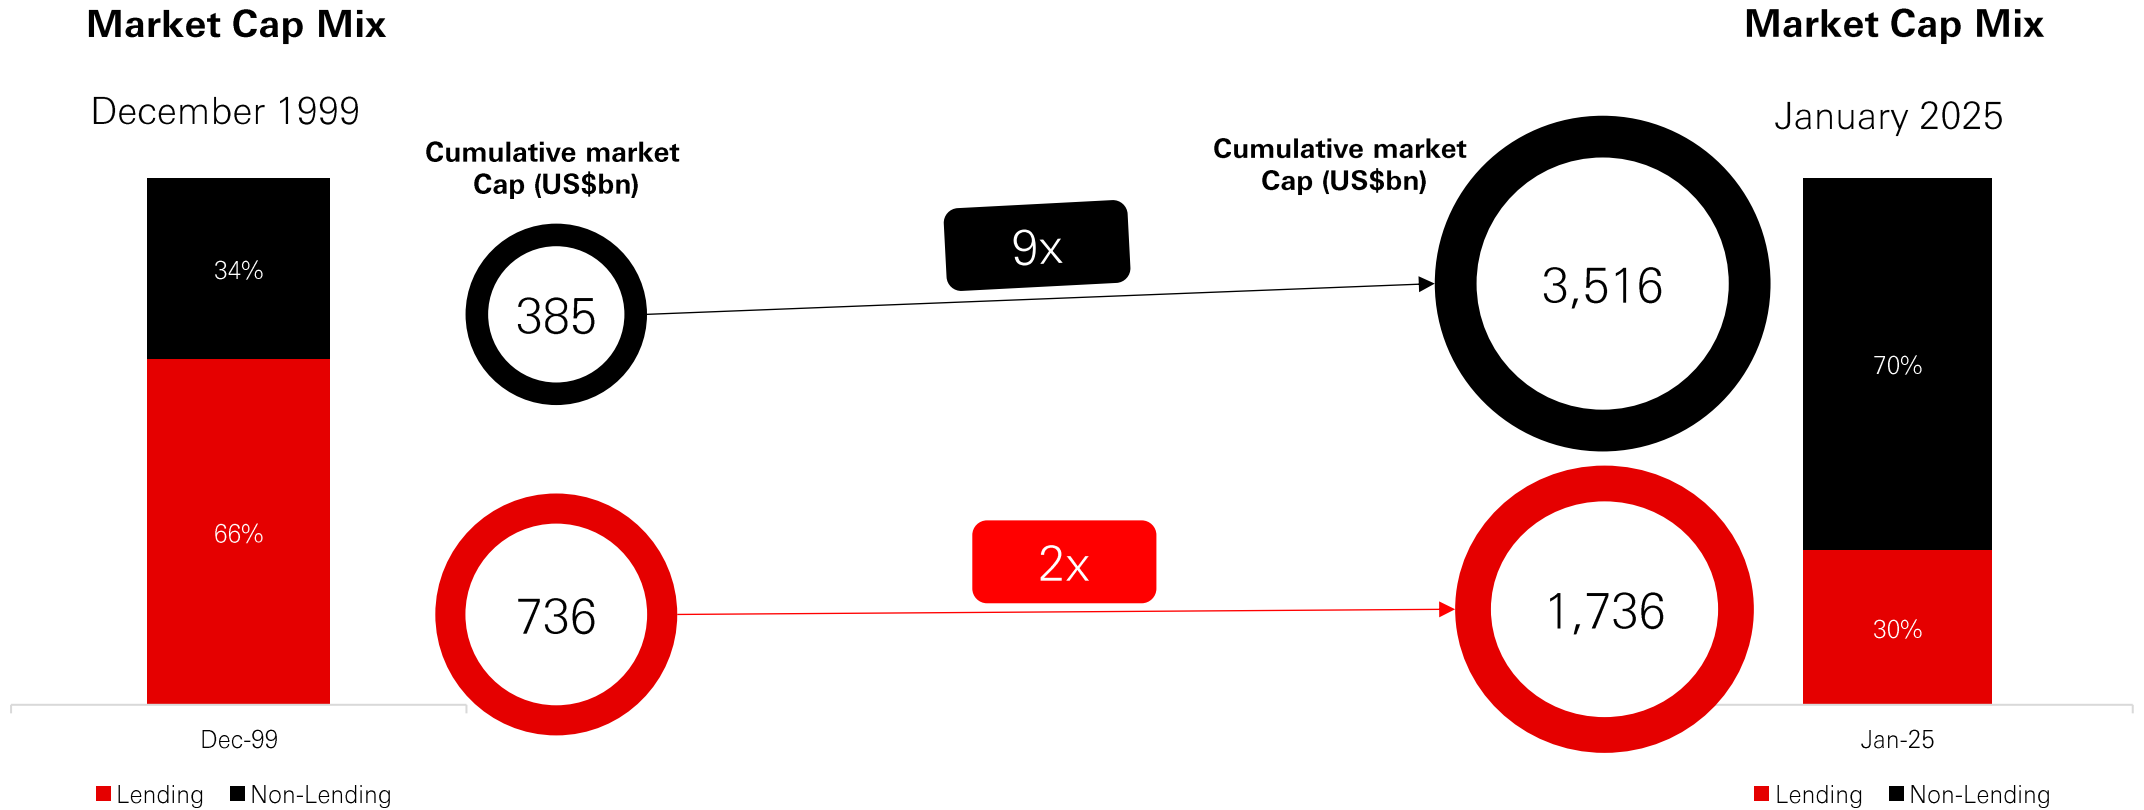 Market Cap Mix
December 1999
34%
66%
Dec-99
Lending
Non-Lending
Cumulative market
Cap (US$bn)
385
736
9x
2x
Cumulative market
Cap (US$bn)
3,516
1,736
Market Cap Mix
January 2025
70%
30%
Jan-25
Lending
Non-Lending